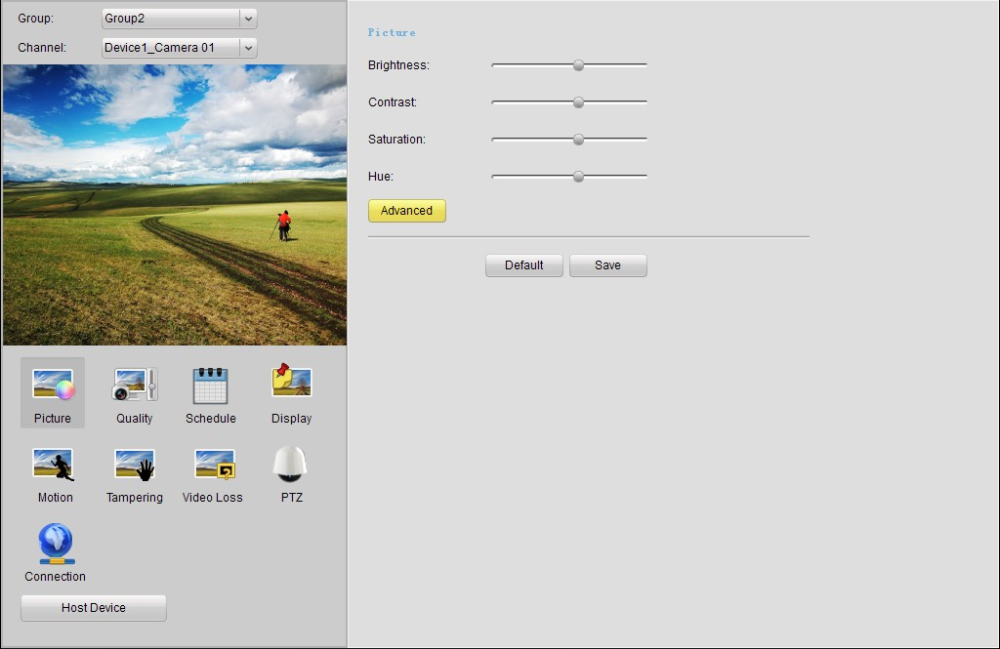 Group: Group2
Channel: Device1_Camera 01
Picture
Brightness:
Contrast:
Saturation:
Hue:
Advanced
Default Save
Picture Quality Schedule Display
Motion Tampering Video Loss PTZ
Connection
Host Device